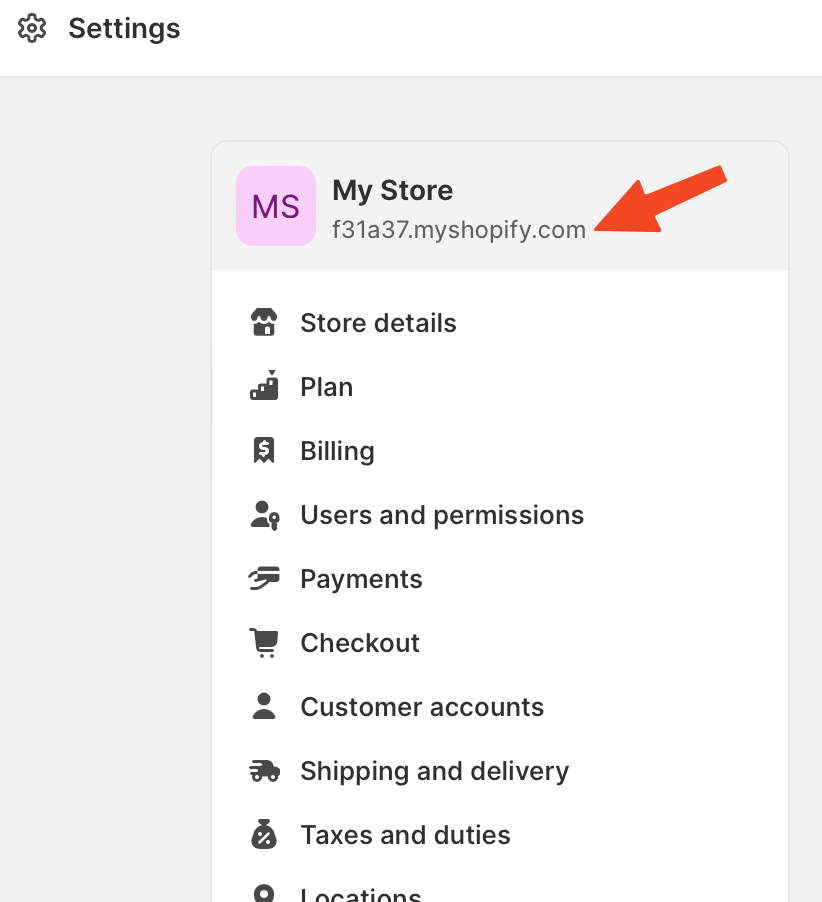 Settings
MS
My Store
f31a37.myshopify.com
Store details
Plan
Billing
Users and permissions
Payments
Checkout
Customer accounts
Shipping and delivery
Taxes and duties
Locations